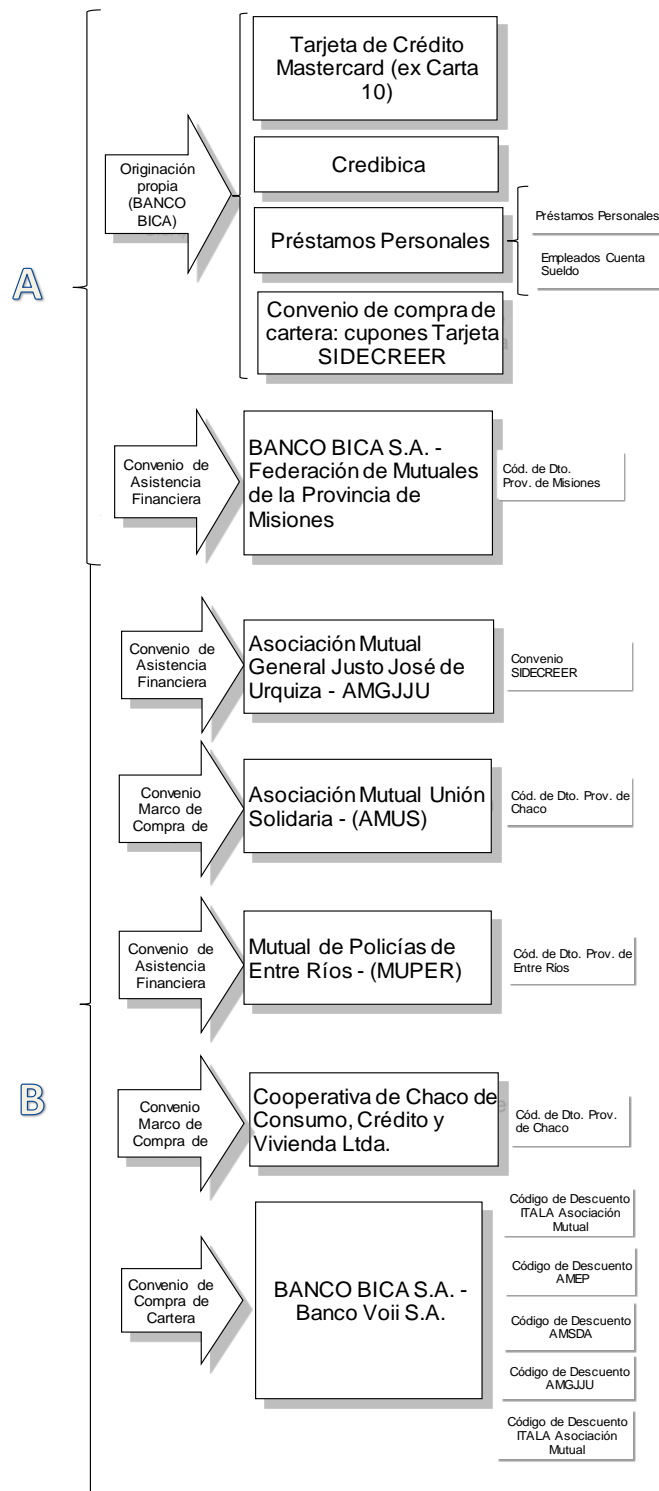 A
Originación
propia
(BANCO
BICA)
Tarjeta de Crédito
Mastercard (ex Carta
10)
Credibica
Préstamos Personales
Préstamos Personales
Empleados Cuenta
Sueldo
Convenio de compra de
cartera: cupones Tarjeta
SIDECREER
Convenio de
Asistencia
Financiera
BANCO BICA S.A. -
Federación de Mutuales
de la Provincia de
Misiones
Cód. de Dto.
Prov. de Misiones
B
Convenio de
Asistencia
Financiera
Asociación Mutual
General Justo José de
Urquiza - AMGJJU
Convenio
SIDECREER
Convenio
Marco de
Compra de
Asociación Mutual Unión
Solidaria - (AMUS)
Cód. de Dto. Prov. de
Chaco
Convenio de
Asistencia
Financiera
Mutual de Policías de
Entre Ríos - (MUPER)
Cód. de Dto. Prov. de
Entre Ríos
Convenio
Marco de
Compra de
Cooperativa de Chaco de
Consumo, Crédito y
Vivienda Ltda.
Cód. de Dto. Prov.
de Chaco
Convenio de
Compra de
Cartera
BANCO BICA S.A. -
Banco Voii S.A.
Código de Descuento
ITALA Asociación
Mutual
Código de Descuento
AMEP
Código de Descuento
AMSDA
Código de Descuento
AMGJJU
Código de Descuento
ITALA Asociación
Mutual